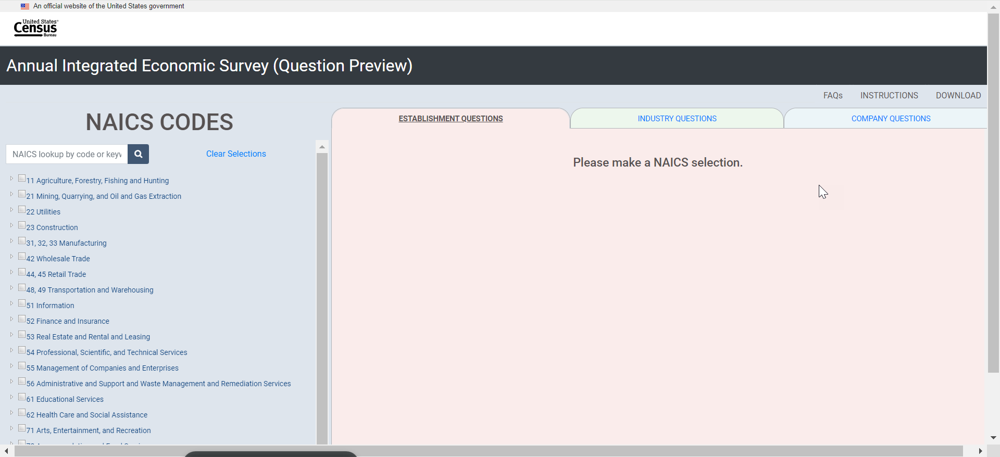 An official website of the United States government
United States®
Census
Bureau
Annual Integrated Economic Survey (Question Preview)
FAQs INSTRUCTIONS DOWNLOAD
NAICS CODES
ESTABLISHMENT QUESTIONS INDUSTRY QUESTIONS COMPANY QUESTIONS
NAICS lookup by code or keyw
Clear Selections
Please make a NAICS selection.
11 Agriculture, Forestry, Fishing and Hunting
21 Mining, Quarrying, and Oil and Gas Extraction
22 Utilities
23 Construction
31, 32, 33 Manufacturing
42 Wholesale Trade
44, 45 Retail Trade
48, 49 Transportation and Warehousing
51 Information
52 Finance and Insurance
53 Real Estate and Rental and Leasing
54 Professional, Scientific, and Technical Services
55 Management of Companies and Enterprises
56 Administrative and Support and Waste Management and Remediation Services
61 Educational Services
62 Health Care and Social Assistance
71 Arts, Entertainment, and Recreation